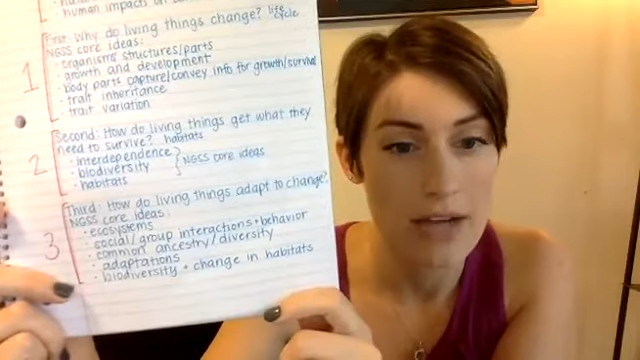 human impacts on
First: Why do living things change? life cycle
NGSS core ideas:
1
· organisms structures/parts
· growth and development
· body parts capture/convey info for growth/survival
· trait inheritance
· trait variation
Second: How do living things get what they
need to survive? habitats
2
· interdependence
· biodiversity } NGSS core ideas
· habitats
Third: How do living things adapt to change?
NGSS core ideas:
· ecosystems
3
· social/group interactions + behavior
· common ancestry/diversity
· adaptations
· biodiversity + change in habitats